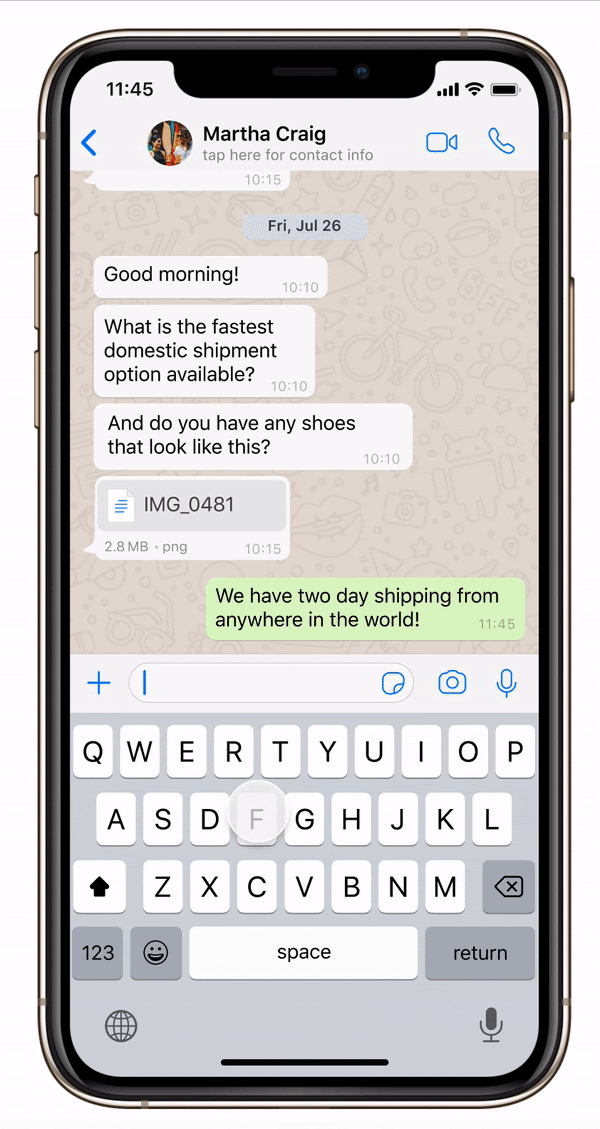 11:45
Martha Craig
tap here for contact info
10:15
Fri, Jul 26
Good morning!
10:10
What is the fastest
domestic shipment
option available?
10:10
And do you have any shoes
that look like this?
10:10
IMG_0481
2.8 MB • png
10:15
We have two day shipping from
anywhere in the world!
11:45
Q W E R T Y U I O P
A S D F G H J K L
Z X C V B N M
123 space return